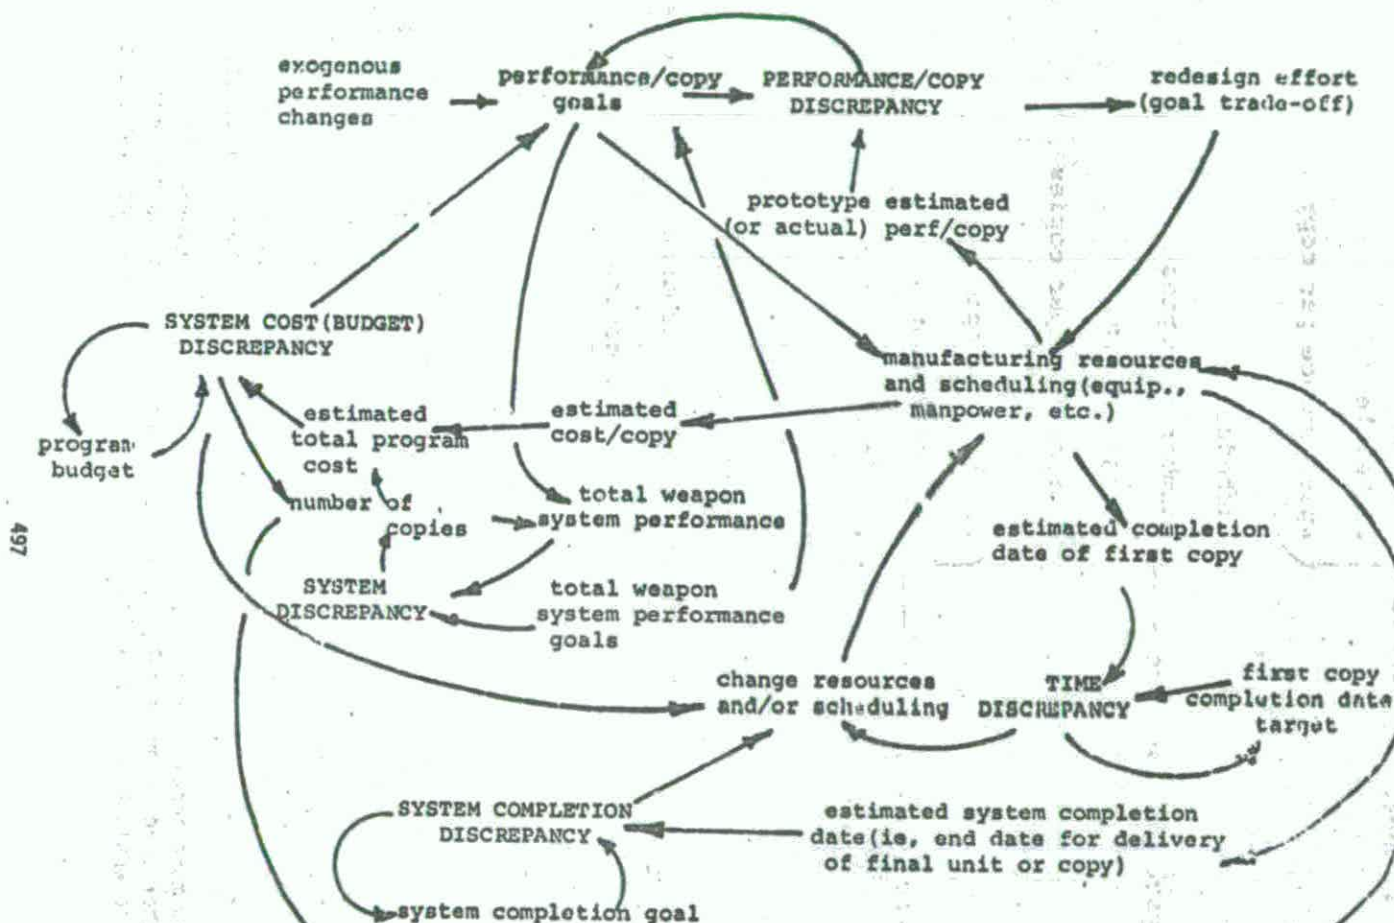 exogenous
performance
changes
performance/copy
goals
PERFORMANCE/COPY
DISCREPANCY
redesign effort
(goal trade-off)
prototype estimated
(or actual) perf/copy
SYSTEM COST(BUDGET)
DISCREPANCY
manufacturing resources
and scheduling(equip.,
manpower, etc.)
program
budget
estimated
total program
cost
estimated
cost/copy
number of
copies
total weapon
system performance
estimated completion
date of first copy
SYSTEM
DISCREPANCY
total weapon
system performance
goals
change resources
and/or scheduling
TIME
DISCREPANCY
first copy
completion date
target
SYSTEM COMPLETION
DISCREPANCY
estimated system completion
date(ie, end date for delivery
of final unit or copy)
system completion goal
497